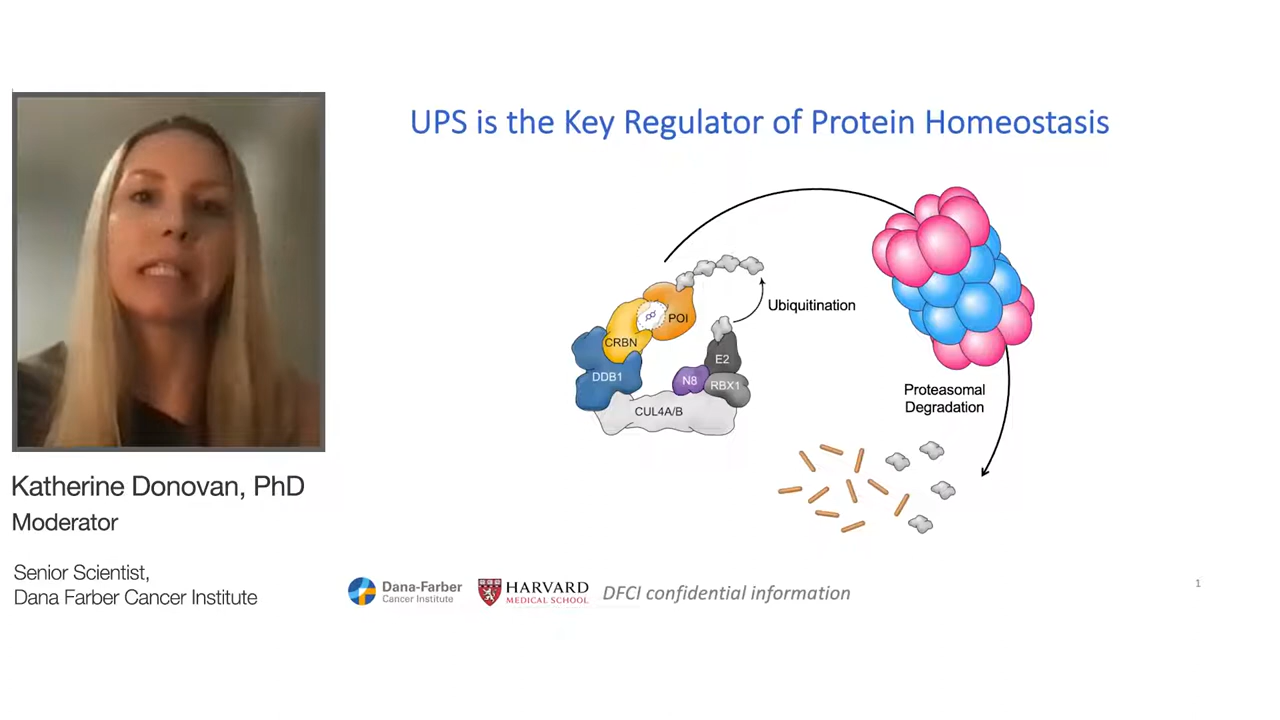 UPS is the Key Regulator of Protein Homeostasis
Ubiquitination
POI
CRBN
E2
DDB1
N8
RBX1
CUL4A/B
Proteasomal
Degradation
Katherine Donovan, PhD
Moderator
Senior Scientist,
Dana Farber Cancer Institute
Dana-Farber
Cancer Institute
HARVARD
MEDICAL SCHOOL
DFCI confidential information
1